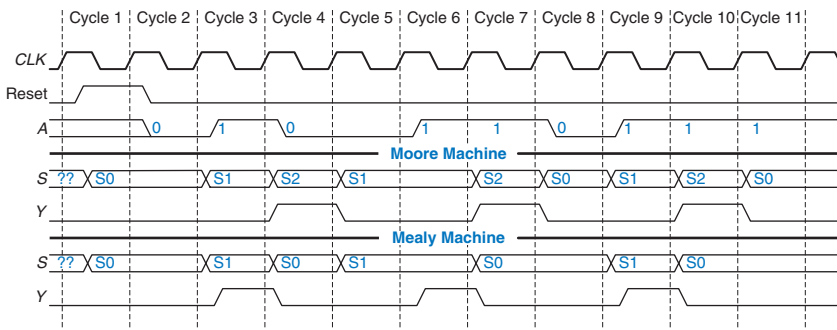 Cycle 1 Cycle 2 Cycle 3 Cycle 4 Cycle 5 Cycle 6 Cycle 7 Cycle 8 Cycle 9 Cycle 10 Cycle 11
CLK
Reset
A 0 1 0 1 1 0 1 1 1
Moore Machine
S ?? S0 S1 S2 S1 S2 S0 S1 S2 S0
Y
Mealy Machine
S ?? S0 S1 S0 S1 S0 S1 S0
Y